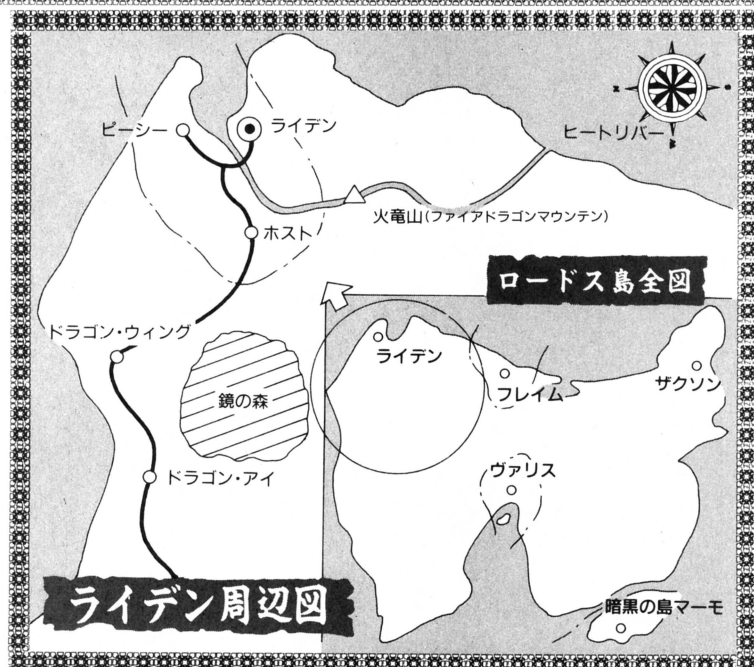 ピーシー
ライデン
ヒートリバー
火竜山(ファイアドラゴンマウンテン)
ホスト
ロードス島全図
ドラゴン・ウィング
鏡の森
ドラゴン・アイ
ライデン周辺図
ライデン
フレイム
ザクソン
ヴァリス
暗黒の島マーモ